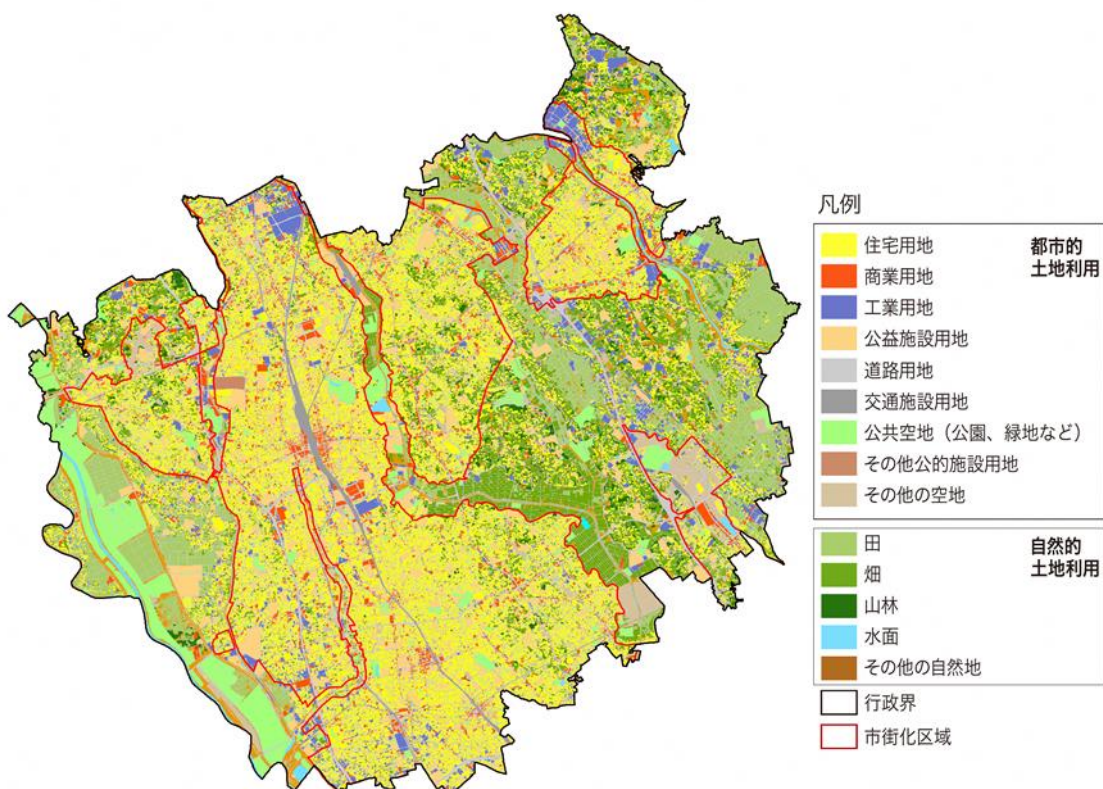 凡例
住宅用地
都市的
土地利用
商業用地
工業用地
公益施設用地
道路用地
交通施設用地
公共空地（公園、緑地など）
その他公的施設用地
その他の空地
田
自然的
土地利用
畑
山林
水面
その他の自然地
行政界
市街化区域